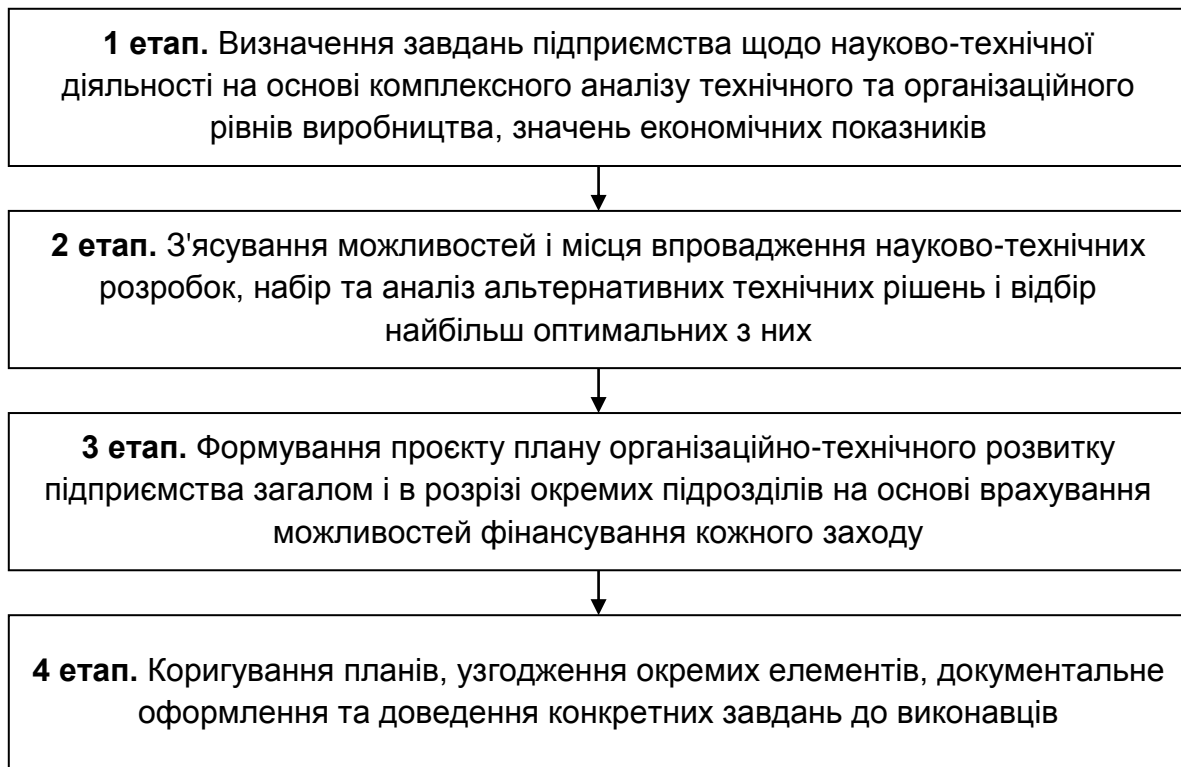 1 етап. Визначення завдань підприємства щодо науково-технічної
діяльності на основі комплексного аналізу технічного та організаційного
рівнів виробництва, значень економічних показників
2 етап. З'ясування можливостей і місця впровадження науково-технічних
розробок, набір та аналіз альтернативних технічних рішень і відбір
найбільш оптимальних з них
3 етап. Формування проєкту плану організаційно-технічного розвитку
підприємства загалом і в розрізі окремих підрозділів на основі врахування
можливостей фінансування кожного заходу
4 етап. Коригування планів, узгодження окремих елементів, документальне
оформлення та доведення конкретних завдань до виконавців